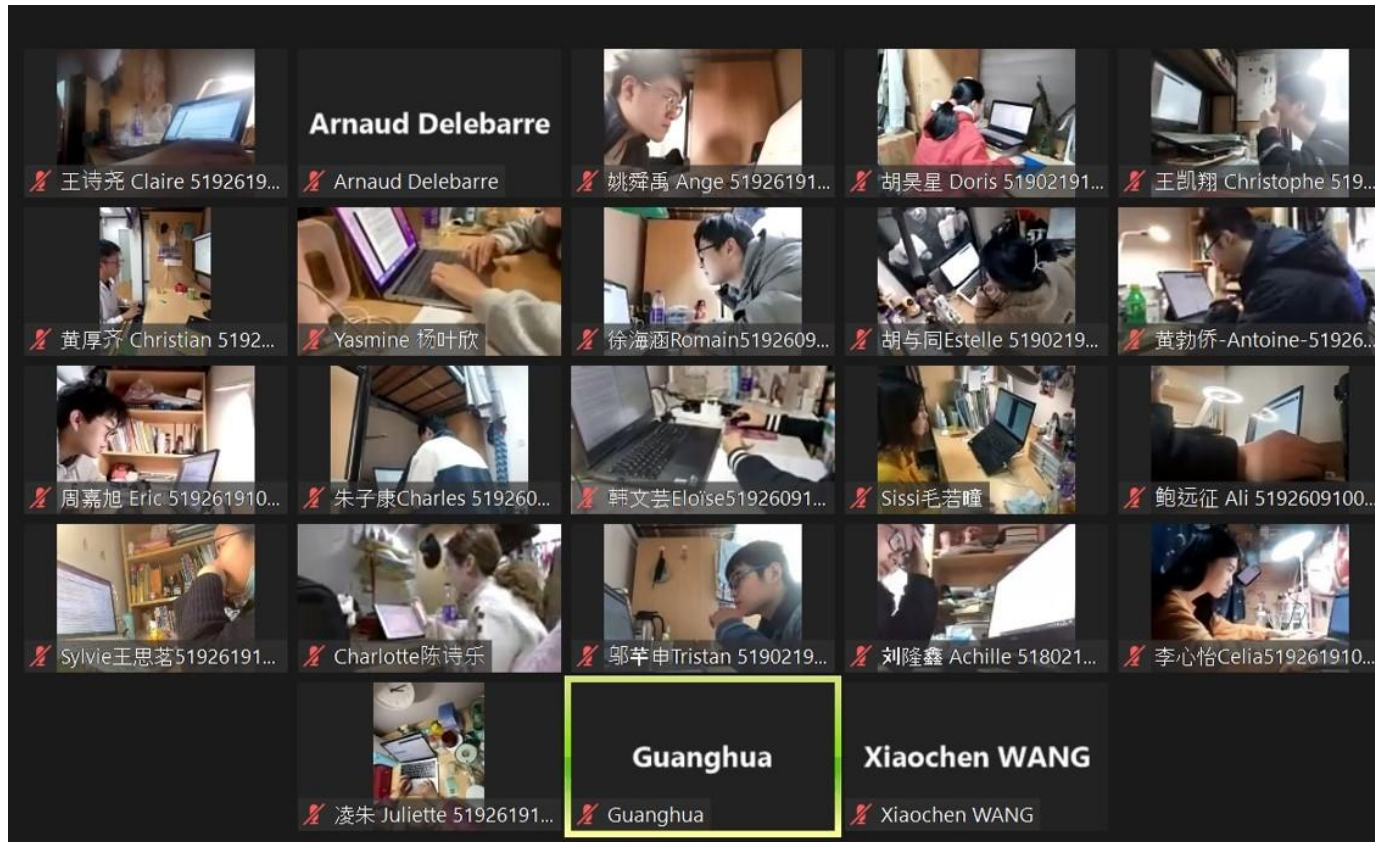 王诗尧 Claire 5192619...
Arnaud Delebarre
Arnaud Delebarre
姚舜禹 Ange 51926191...
胡昊星 Doris 51902191...
王凯翔 Christophe 519...
黄厚齐 Christian 5192...
Yasmine 杨叶欣
徐海涵Romain5192609...
胡与同Estelle 5190219...
黄勃侨-Antoine-51926...
周嘉旭 Eric 519261910...
朱子康Charles 519260...
韩文芸Eloïse51926091...
Sissi毛若瞳
鲍远征 Ali 5192609100...
Sylvie王思茗51926191...
Charlotte陈诗乐
邬芊申Tristan 5190219...
刘隆鑫 Achille 518021...
李心怡Celia519261910...
凌朱 Juliette 51926191...
Guanghua
Guanghua
Xiaochen WANG
Xiaochen WANG